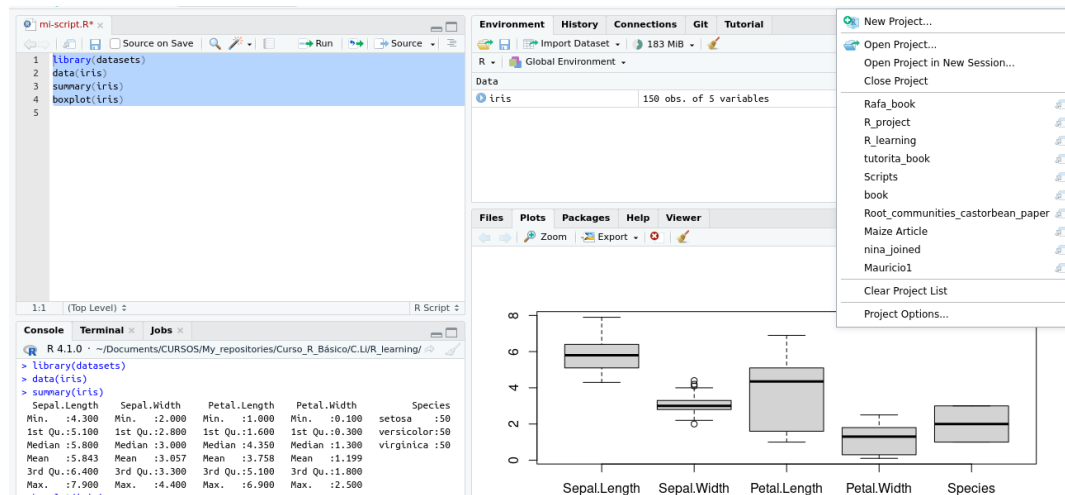 mi-script.R*
Source on Save
Run
Source
1 library(datasets)
2 data(iris)
3 summary(iris)
4 boxplot(iris)
5
1:1 (Top Level) R Script
Console Terminal Jobs
R 4.1.0 · ~/Documents/CURSOS/My_repositories/Curso_R_Básico/C.Li/R_learning/
> library(datasets)
> data(iris)
> summary(iris)
Sepal.Length Sepal.Width Petal.Length Petal.Width Species
Min. :4.300 Min. :2.000 Min. :1.000 Min. :0.100 setosa :50
1st Qu.:5.100 1st Qu.:2.800 1st Qu.:1.600 1st Qu.:0.300 versicolor:50
Median :5.800 Median :3.000 Median :4.350 Median :1.300 virginica :50
Mean :5.843 Mean :3.057 Mean :3.758 Mean :1.199
3rd Qu.:6.400 3rd Qu.:3.300 3rd Qu.:5.100 3rd Qu.:1.800
Max. :7.900 Max. :4.400 Max. :6.900 Max. :2.500
Environment History Connections Git Tutorial
Import Dataset 183 MiB
R Global Environment
Data
iris 150 obs. of 5 variables
Files Plots Packages Help Viewer
Zoom Export
8
6
4
2
0
Sepal.Length Sepal.Width Petal.Length Petal.Width Species
New Project...
Open Project...
Open Project in New Session...
Close Project
Rafa_book
R_project
R_learning
tutorita_book
Scripts
book
Root_communities_castorbean_paper
Maize Article
nina_joined
Mauricio1
Clear Project List
Project Options...